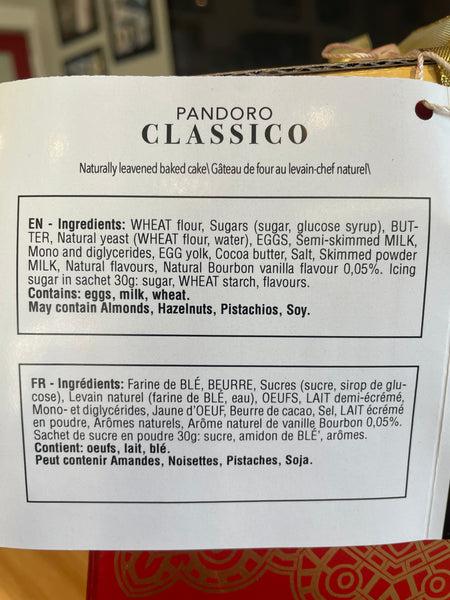 PANDORO
CLASSICO
Naturally leavened baked cake\ Gâteau de four au levain-chef naturel\
EN - Ingredients: WHEAT flour, Sugars (sugar, glucose syrup), BUT-
TER, Natural yeast (WHEAT flour, water), EGGS, Semi-skimmed MILK,
Mono and diglycerides, EGG yolk, Cocoa butter, Salt, Skimmed powder
MILK, Natural flavours, Natural Bourbon vanilla flavour 0,05%. Icing
sugar in sachet 30g: sugar, WHEAT starch, flavours.
Contains: eggs, milk, wheat.
May contain Almonds, Hazelnuts, Pistachios, Soy.
FR - Ingrédients: Farine de BLÉ, BEURRE, Sucres (sucre, sirop de glu-
cose), Levain naturel (farine de BLÉ, eau), OEUFS, LAIT demi-écrémé,
Mono- et diglycérides, Jaune d'OEUF, Beurre de cacao, Sel, LAIT écrémé
en poudre, Arômes naturels, Arôme naturel de vanille Bourbon 0,05%.
Sachet de sucre en poudre 30g: sucre, amidon de BLÉ', arômes.
Contient: oeufs, lait, blé.
Peut contenir Amandes, Noisettes, Pistaches, Soja.